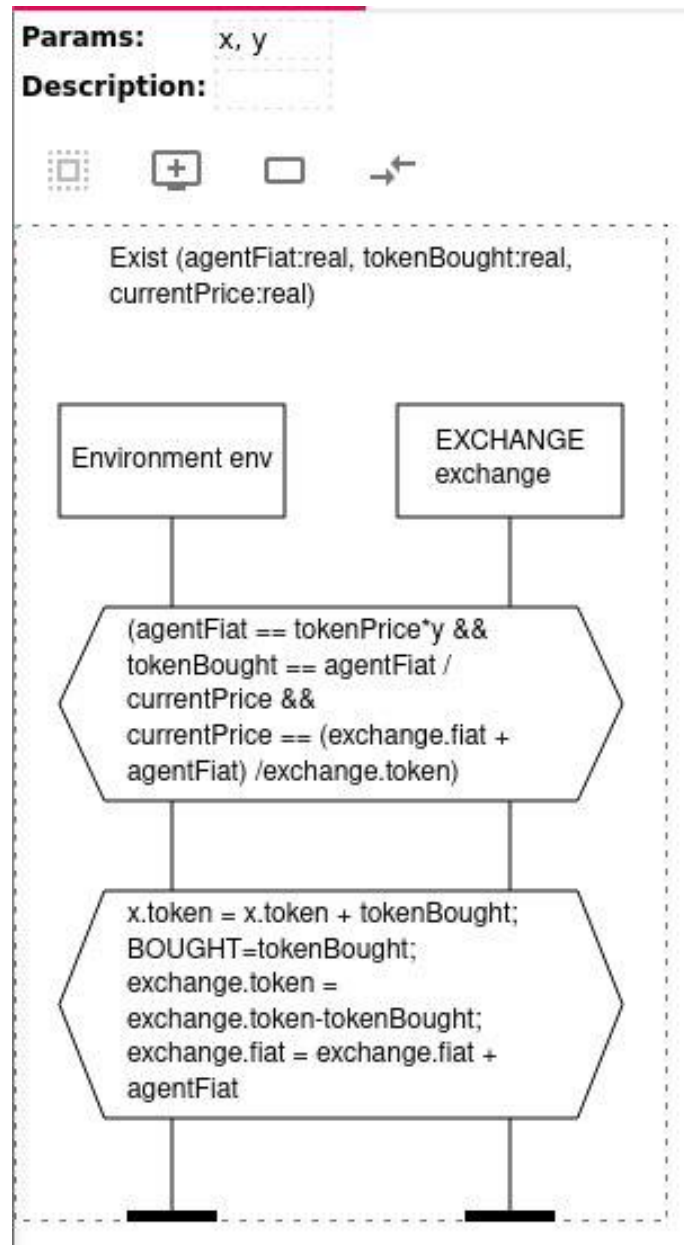 Params: x, y
Description:
Exist (agentFiat:real, tokenBought:real,
currentPrice:real)
Environment env
EXCHANGE
exchange
(agentFiat == tokenPrice*y &&
tokenBought == agentFiat /
currentPrice &&
currentPrice == (exchange.fiat +
agentFiat) /exchange.token)
x.token = x.token + tokenBought;
BOUGHT=tokenBought;
exchange.token =
exchange.token-tokenBought;
exchange.fiat = exchange.fiat +
agentFiat